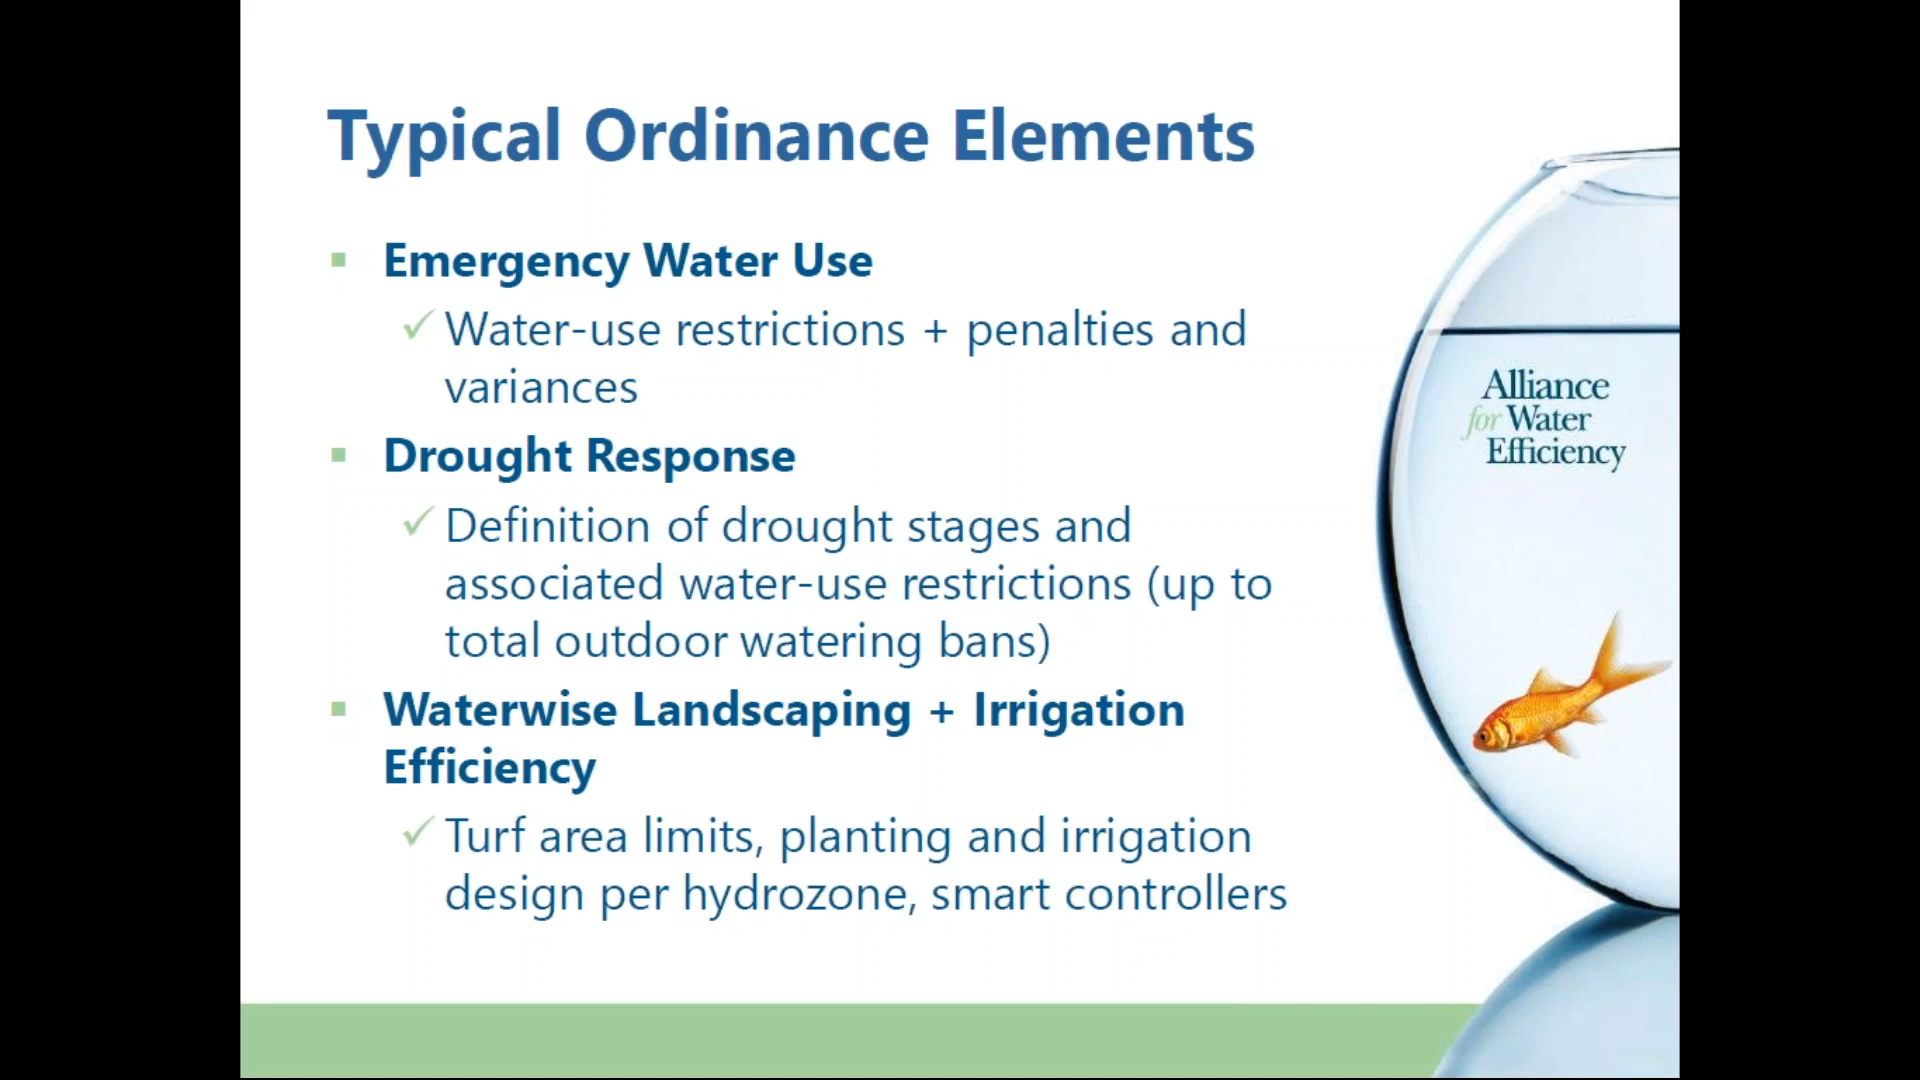 Typical Ordinance Elements
Emergency Water Use
Water-use restrictions + penalties and
variances
Drought Response
Definition of drought stages and
associated water-use restrictions (up to
total outdoor watering bans)
Waterwise Landscaping + Irrigation
Efficiency
Turf area limits, planting and irrigation
design per hydrozone, smart controllers
Alliance
for Water
Efficiency